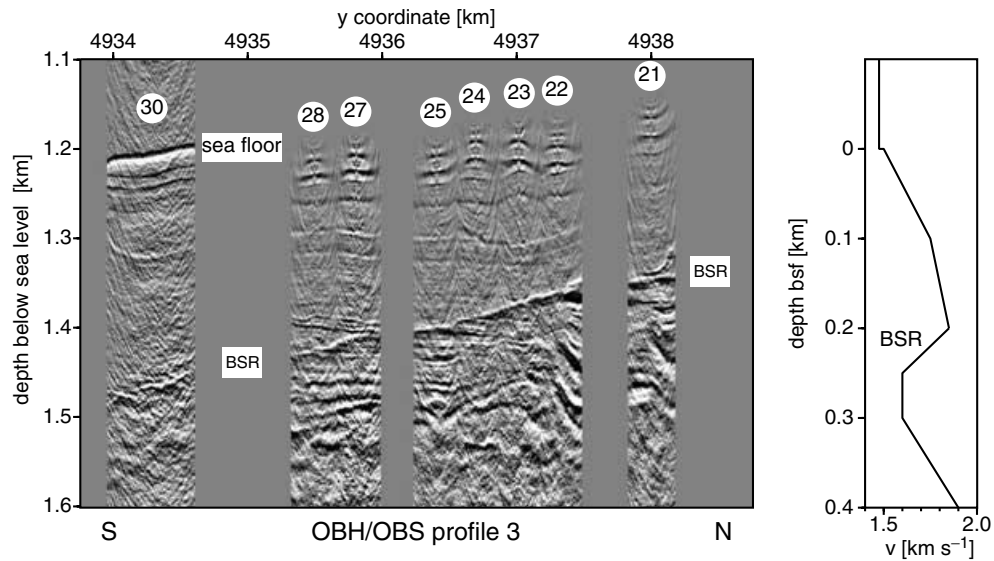 y coordinate [km]
4934 4935 4936 4937 4938
1.1
1.2
1.3
1.4
1.5
1.6
depth below sea level [km]
30
28
27
25
24
23
22
21
sea floor
BSR
BSR
S
OBH/OBS profile 3
N
0
0.1
0.2
0.3
0.4
depth bsf [km]
BSR
1.5 2.0
v [km s⁻¹]